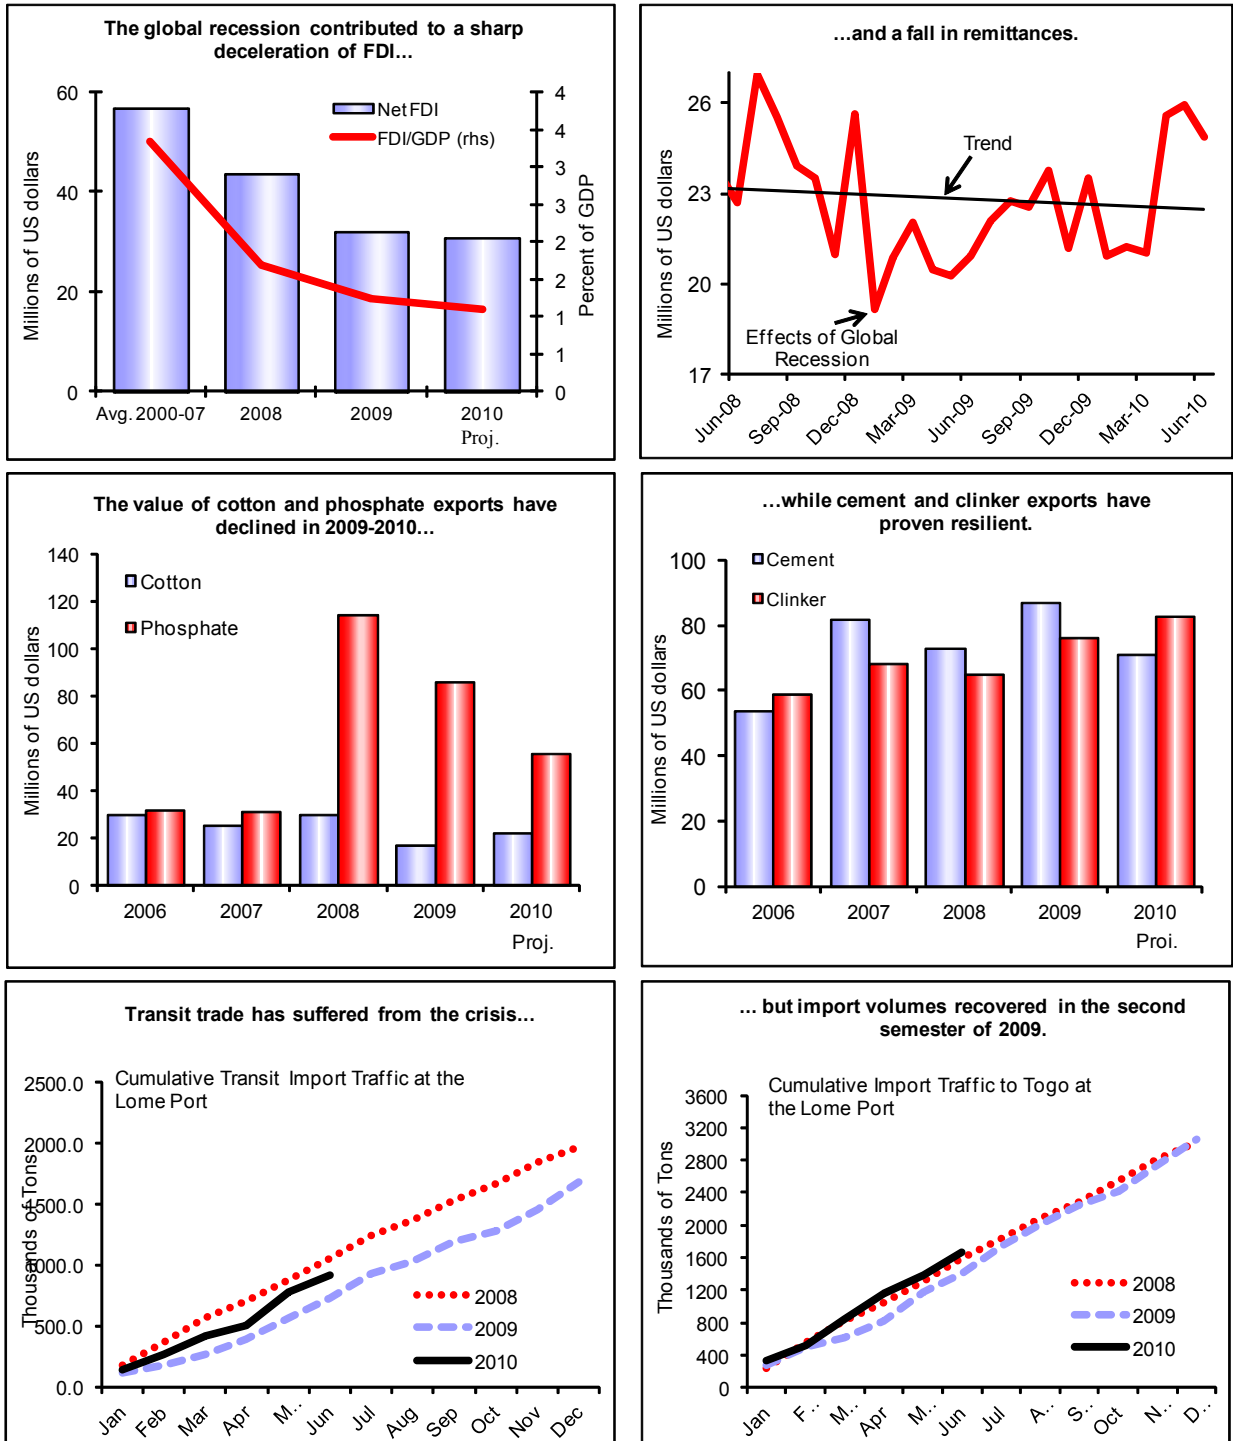 The global recession contributed to a sharp
deceleration of FDI…
60
40
20
0
Millions of US dollars
4
4
3
3
2
2
1
1
0
Percent of GDP
Net FDI
FDI/GDP (rhs)
Avg. 2000-07
2008
2009
2010
Proj.
…and a fall in remittances.
26
23
20
17
Millions of US dollars
Trend
Effects of Global
Recession
Jun-08
Sep-08
Dec-08
Mar-09
Jun-09
Sep-09
Dec-09
Mar-10
Jun-10
The value of cotton and phosphate exports have
declined in 2009-2010…
140
120
100
80
60
40
20
0
Millions of US dollars
Cotton
Phosphate
2006
2007
2008
2009
2010
Proj.
…while cement and clinker exports have
proven resilient.
100
80
60
40
20
0
Millions of US dollars
Cement
Clinker
2006
2007
2008
2009
2010
Proi.
Transit trade has suffered from the crisis…
Cumulative Transit Import Traffic at the
Lome Port
2500.0
2000.0
1500.0
1000.0
500.0
0.0
Thousands of Tons
2008
2009
2010
Jan
Feb
Mar
Apr
M..
Jun
Jul
Aug
Sep
Oct
Nov
Dec
… but import volumes recovered in the second
semester of 2009.
Cumulative Import Traffic to Togo at
the Lome Port
3600
3200
2800
2400
2000
1600
1200
800
400
0
Thousands of Tons
2008
2009
2010
Jan
F..
M..
Apr
M..
Jun
Jul
A..
S..
Oct
N..
D..